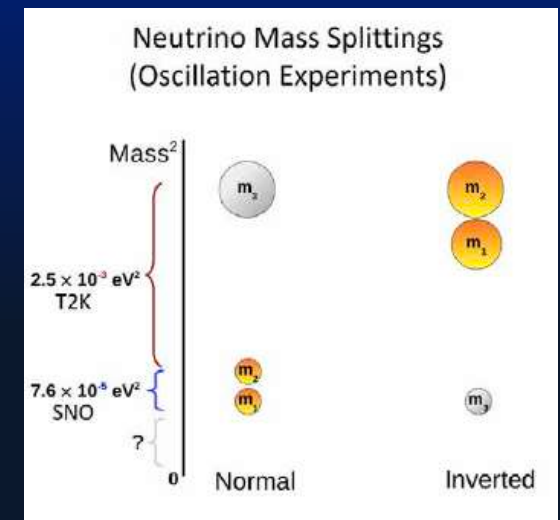 Neutrino Mass Splittings
(Oscillation Experiments)
Mass²
m₃
m₂
m₁
2.5 × 10⁻³ eV²
T2K
m₂
7.6 × 10⁻⁵ eV²
m₁
m₃
SNO
?
0
Normal
Inverted